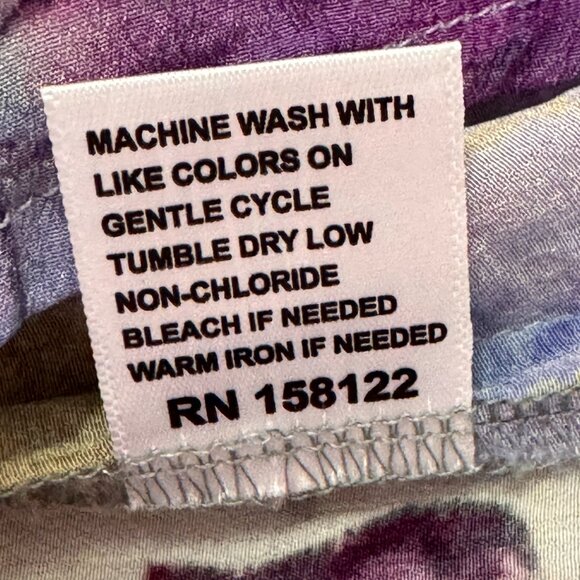 MACHINE WASH WITH
LIKE COLORS ON
GENTLE CYCLE
TUMBLE DRY LOW
NON-CHLORIDE
BLEACH IF NEEDED
WARM IRON IF NEEDED
RN 158122